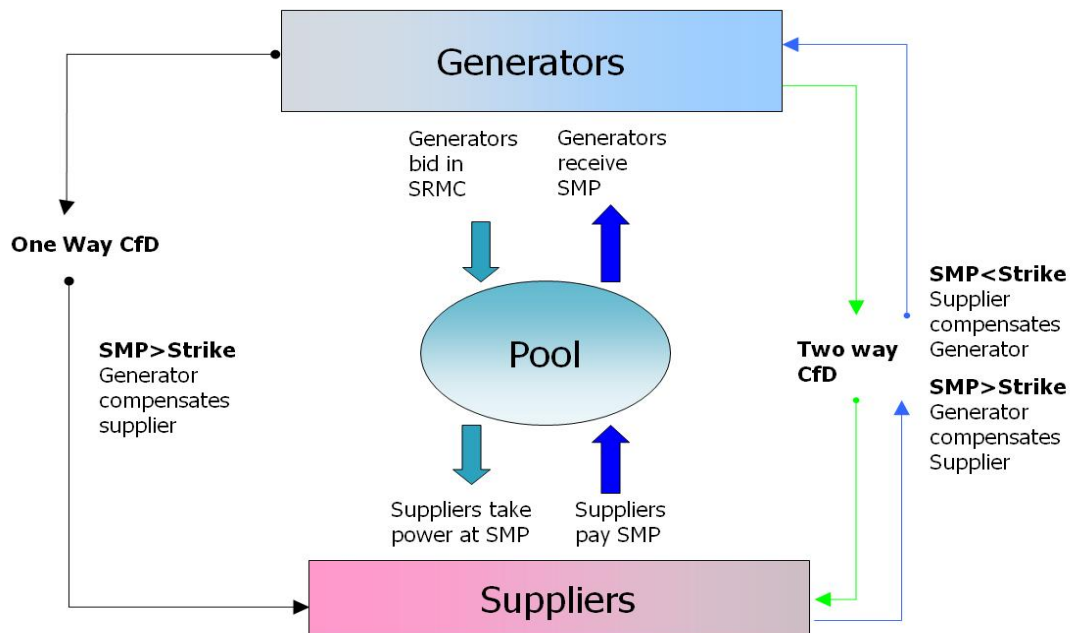 Generators
Generators
bid in
SRMC
Generators
receive
SMP
One Way CfD
SMP>Strike
Generator
compensates
supplier
Pool
Two way
CfD
SMP<Strike
Supplier
compensates
Generator
SMP>Strike
Generator
compensates
Supplier
Suppliers take
power at SMP
Suppliers
pay SMP
Suppliers